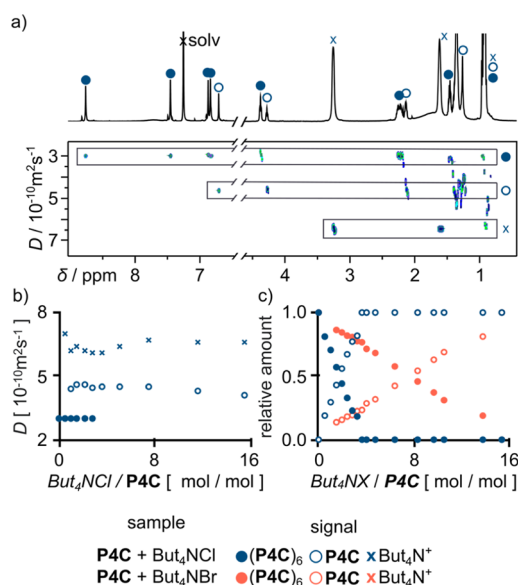 a)
×solv
3
5
7
D / 10⁻¹⁰m²s⁻¹
δ / ppm 8 7 4 3 2 1
b) c)
8
5
2
D [ 10⁻¹⁰m²s⁻¹]
0 8 16
But₄NCl / P4C [ mol / mol ]
1.0
0.5
0.0
relative amount
0 8 16
But₄NX / P4C [ mol / mol ]
sample signal
P4C + But₄NCl ●(P4C)₆ ○ P4C ×But₄N⁺
P4C + But₄NBr ●(P4C)₆ ○ P4C ×But₄N⁺